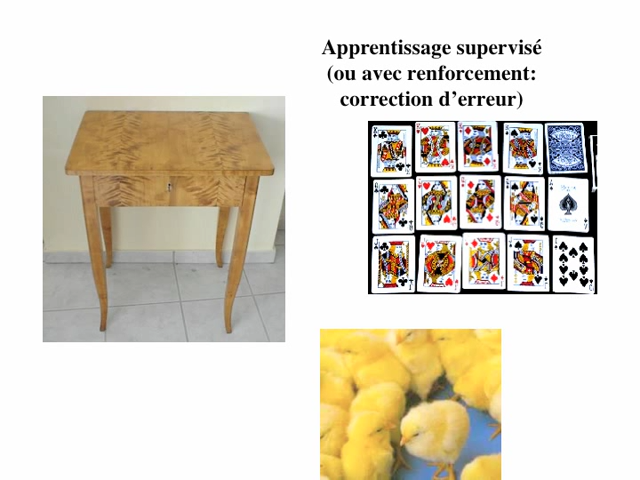 Apprentissage supervisé
(ou avec renforcement:
correction d’erreur)